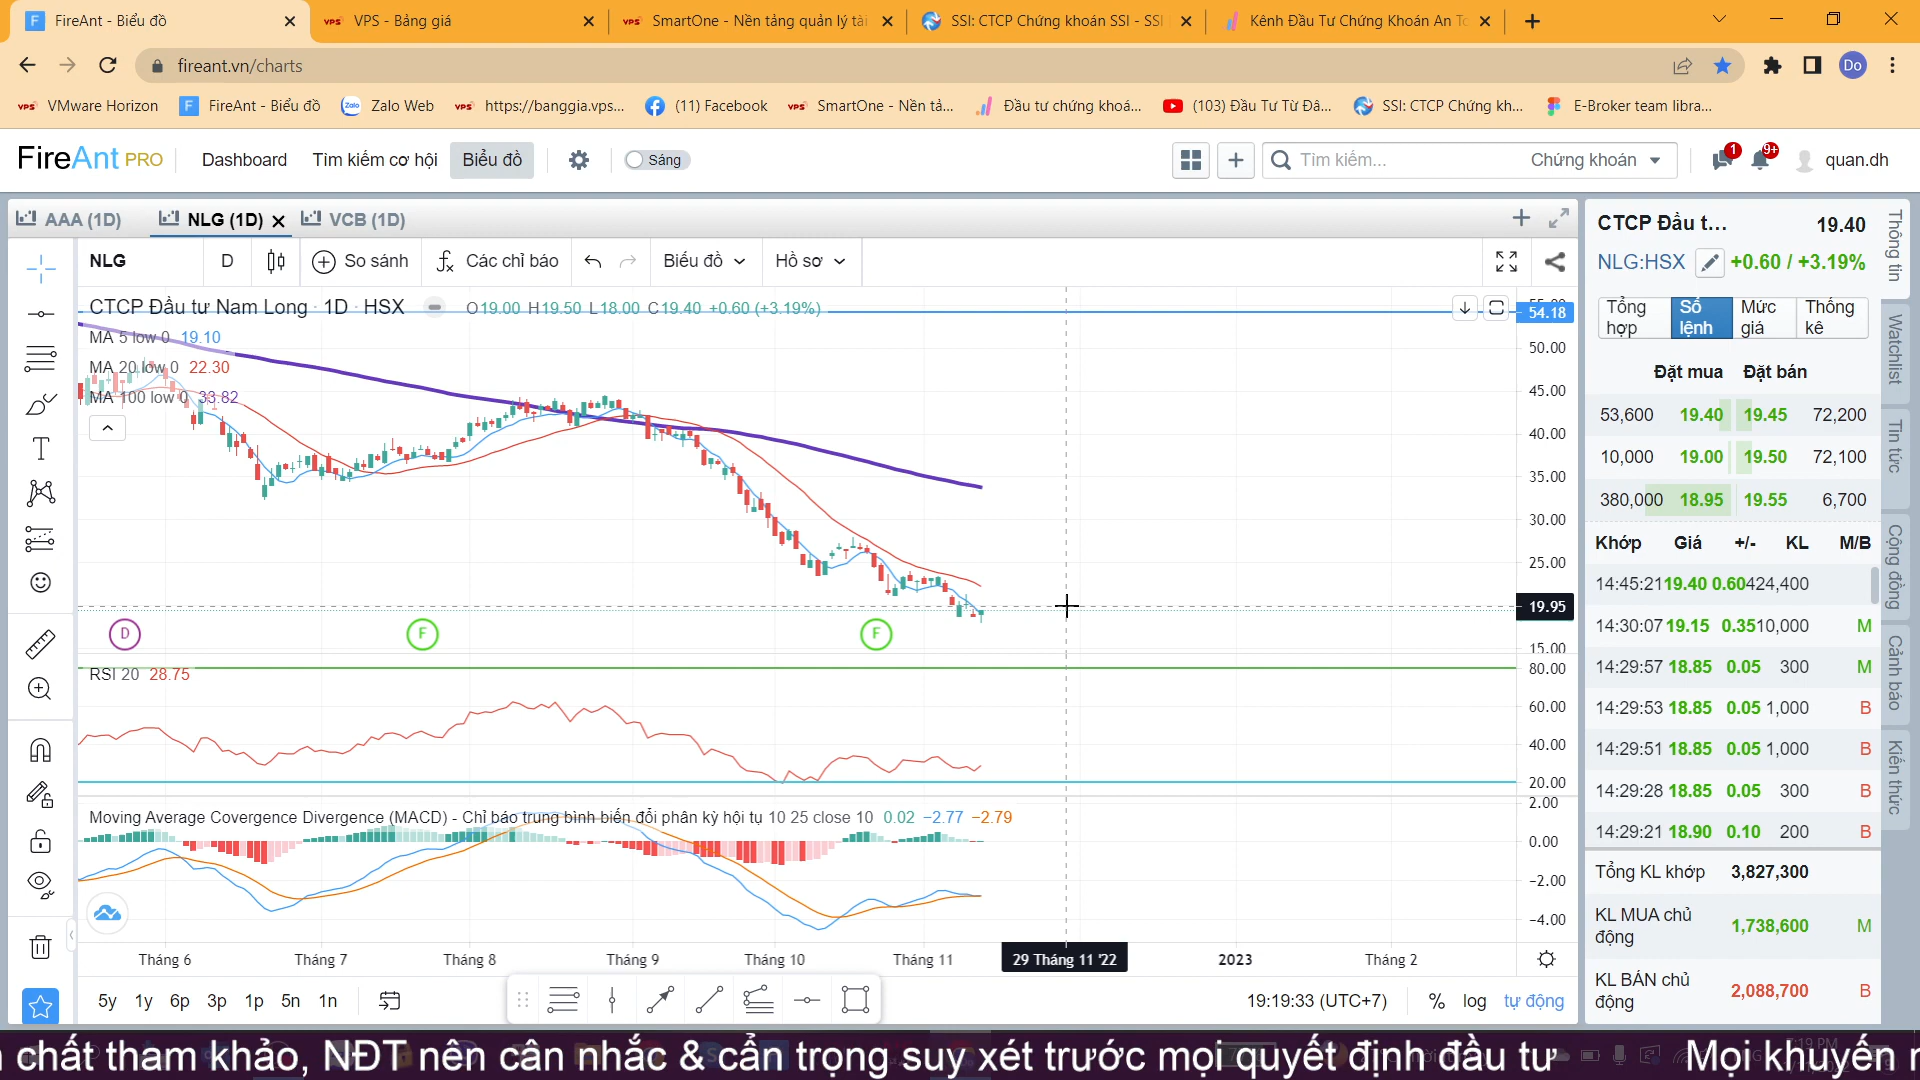 FireAnt - Biểu đồ
VPS - Bảng giá
SmartOne - Nền tảng quản lý tài
SSI: CTCP Chứng khoán SSI - SSI
Kênh Đầu Tư Chứng Khoán An To
fireant.vn/charts
Do
VMware Horizon
FireAnt - Biểu đồ
Zalo Web
https://banggia.vps...
(11) Facebook
SmartOne - Nền tả...
Đầu tư chứng khoá...
(103) Đầu Tư Từ Đâ...
SSI: CTCP Chứng kh...
E-Broker team libra...
FireAnt PRO
Dashboard
Tìm kiếm cơ hội
Biểu đồ
Sáng
Tìm kiếm...
Chứng khoán
1
9+
quan.dh
AAA (1D)
NLG (1D)
VCB (1D)
NLG
D
So sánh
Các chỉ báo
Biểu đồ
Hồ sơ
CTCP Đầu tư Nam Long · 1D · HSX
O19.00 H19.50 L18.00 C19.40 +0.60 (+3.19%)
MA 5 low 0 19.10
MA 20 low 0 22.30
MA 100 low 0 33.82
D
F
F
55.00
54.18
50.00
45.00
40.00
35.00
30.00
25.00
19.95
15.00
RSI 20 28.75
80.00
60.00
40.00
20.00
Moving Average Covergence Divergence (MACD) - Chỉ báo trung bình biến đổi phân kỳ hội tụ 10 25 close 10 0.02 −2.77 −2.79
2.00
0.00
−2.00
−4.00
Tháng 6
Tháng 7
Tháng 8
Tháng 9
Tháng 10
Tháng 11
29 Tháng 11 '22
2023
Tháng 2
5y 1y 6p 3p 1p 5n 1n
19:19:33 (UTC+7)
% log tự động
CTCP Đầu t... 19.40
NLG:HSX +0.60 / +3.19%
Tổng hợp
Số lệnh
Mức giá
Thống kê
Đặt mua Đặt bán
53,600 19.40 19.45 72,200
10,000 19.00 19.50 72,100
380,000 18.95 19.55 6,700
Khớp Giá +/- KL M/B
14:45:21 19.40 0.60 424,400
14:30:07 19.15 0.35 10,000 M
14:29:57 18.85 0.05 300 M
14:29:53 18.85 0.05 1,000 B
14:29:51 18.85 0.05 1,000 B
14:29:28 18.85 0.05 300 B
14:29:21 18.90 0.10 200 B
Tổng KL khớp 3,827,300
KL MUA chủ động 1,738,600 M
KL BÁN chủ động 2,088,700 B
Thông tin
Watchlist
Tin tức
Cộng đồng
Cảnh báo
Kiến thức
chất tham khảo, NĐT nên cân nhắc & cẩn trọng suy xét trước mọi quyết định đầu tư
Mọi khuyến